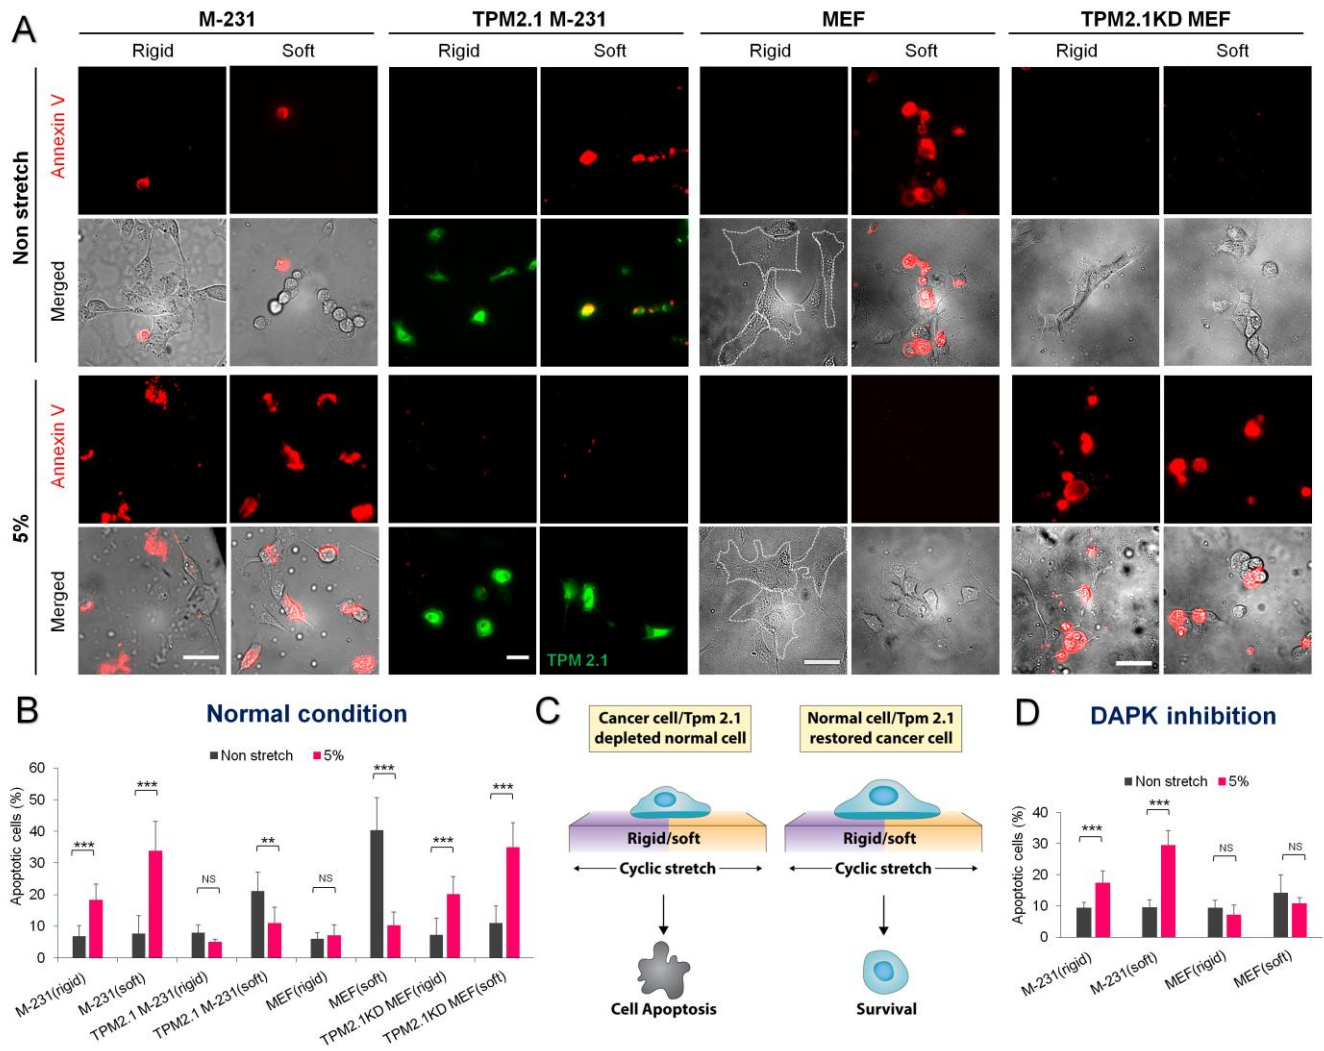 A
M-231
TPM2.1 M-231
MEF
TPM2.1KD MEF
Rigid
Soft
Rigid
Soft
Rigid
Soft
Rigid
Soft
Non stretch
Annexin V
Merged
5%
Annexin V
Merged
TPM 2.1
B
Normal condition
Non stretch
5%
Apoptotic cells (%)
60
50
40
30
20
10
0
***
***
NS
**
NS
***
***
***
M-231(rigid)
M-231(soft)
TPM2.1 M-231(rigid)
TPM2.1 M-231(soft)
MEF(rigid)
MEF(soft)
TPM2.1KD MEF(rigid)
TPM2.1KD MEF(soft)
C
Cancer cell/Tpm 2.1
depleted normal cell
Rigid/soft
Cyclic stretch
Cell Apoptosis
Normal cell/Tpm 2.1
restored cancer cell
Rigid/soft
Cyclic stretch
Survival
D
DAPK inhibition
Non stretch
5%
Apoptotic cells (%)
40
30
20
10
0
***
***
NS
NS
M-231(rigid)
M-231(soft)
MEF(rigid)
MEF(soft)